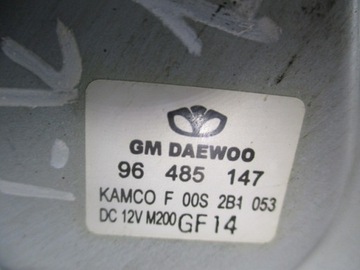 GM DAEWOO
96 485 147
KAMCO F 00S 2B1 053
DC 12V M200 GF14